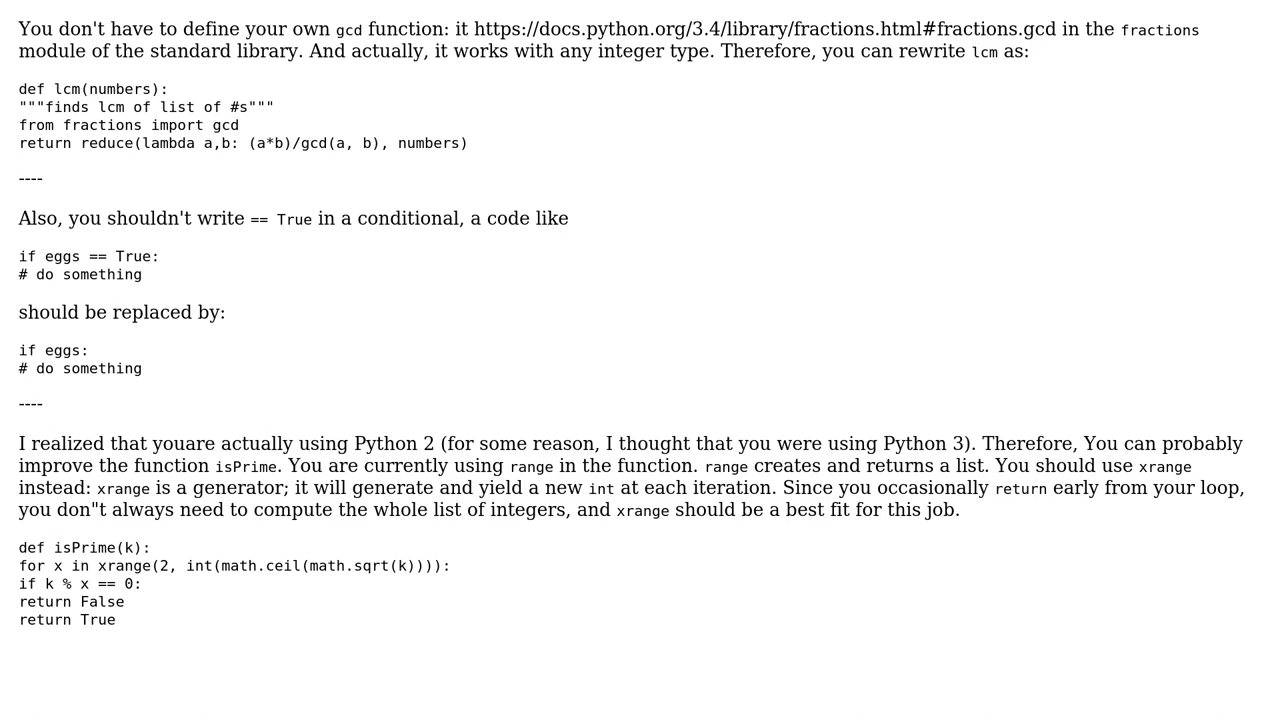 You don't have to define your own gcd function: it https://docs.python.org/3.4/library/fractions.html#fractions.gcd in the fractions
module of the standard library. And actually, it works with any integer type. Therefore, you can rewrite lcm as:
def lcm(numbers):
"""finds lcm of list of #s"""
from fractions import gcd
return reduce(lambda a,b: (a*b)/gcd(a, b), numbers)
----
Also, you shouldn't write == True in a conditional, a code like
if eggs == True:
# do something
should be replaced by:
if eggs:
# do something
----
I realized that youare actually using Python 2 (for some reason, I thought that you were using Python 3). Therefore, You can probably
improve the function isPrime. You are currently using range in the function. range creates and returns a list. You should use xrange
instead: xrange is a generator; it will generate and yield a new int at each iteration. Since you occasionally return early from your loop,
you don"t always need to compute the whole list of integers, and xrange should be a best fit for this job.
def isPrime(k):
for x in xrange(2, int(math.ceil(math.sqrt(k)))):
if k % x == 0:
return False
return True